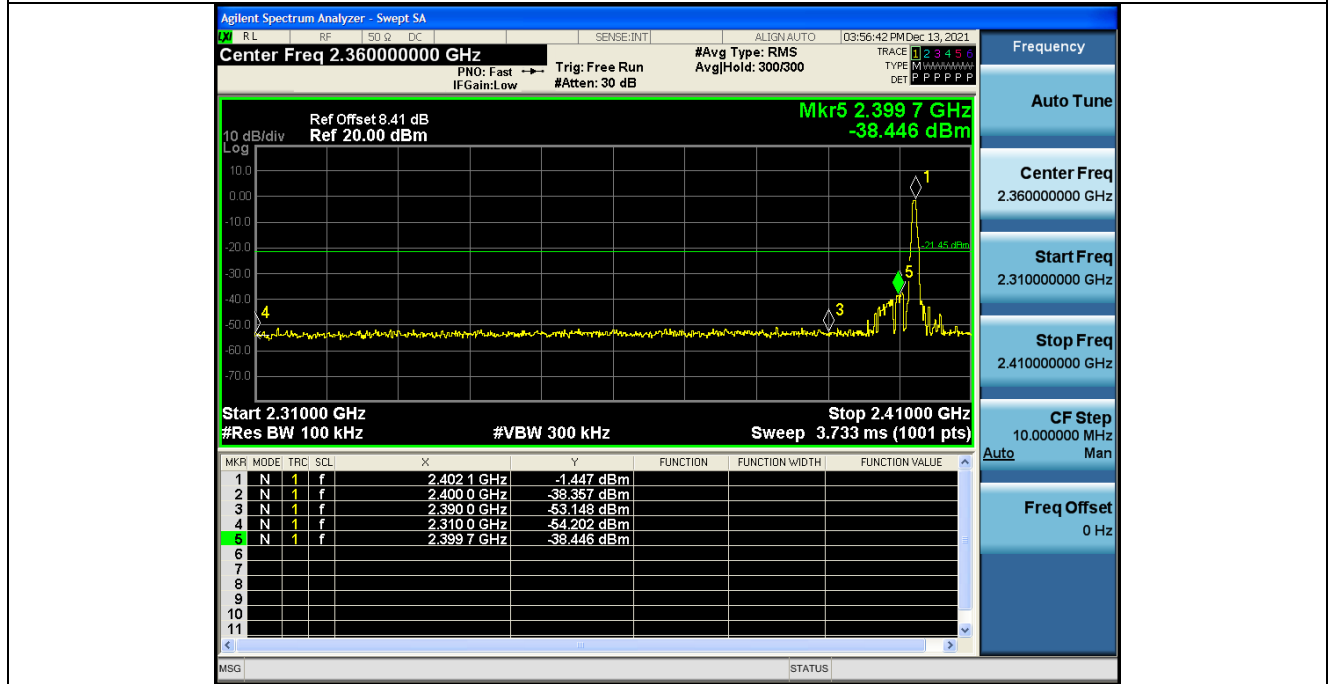 Agilent Spectrum Analyzer - Swept SA
LXI RL RF 50 Ω DC SENSE:INT ALIGN AUTO 03:56:42 PM Dec 13, 2021
Center Freq 2.360000000 GHz
PNO: Fast
IFGain:Low
Trig: Free Run
#Atten: 30 dB
#Avg Type: RMS
Avg|Hold: 300/300
TRACE 1 2 3 4 5 6
TYPE M
DET P P P P P P
Frequency
Auto Tune
Center Freq
2.360000000 GHz
Start Freq
2.310000000 GHz
Stop Freq
2.410000000 GHz
CF Step
10.000000 MHz
Auto Man
Freq Offset
0 Hz
Mkr5 2.399 7 GHz
-38.446 dBm
Ref Offset 8.41 dB
10 dB/div Ref 20.00 dBm
Log
10.0
0.00
-10.0
-20.0
-30.0
-40.0
-50.0
-60.0
-70.0
1
-21.45 dBm
5
3
4
Start 2.31000 GHz Stop 2.41000 GHz
#Res BW 100 kHz #VBW 300 kHz Sweep 3.733 ms (1001 pts)
MKR MODE TRC SCL X Y FUNCTION FUNCTION WIDTH FUNCTION VALUE
1 N 1 f 2.402 1 GHz -1.447 dBm
2 N 1 f 2.400 0 GHz -38.357 dBm
3 N 1 f 2.390 0 GHz -53.148 dBm
4 N 1 f 2.310 0 GHz -54.202 dBm
5 N 1 f 2.399 7 GHz -38.446 dBm
6
7
8
9
10
11
MSG STATUS